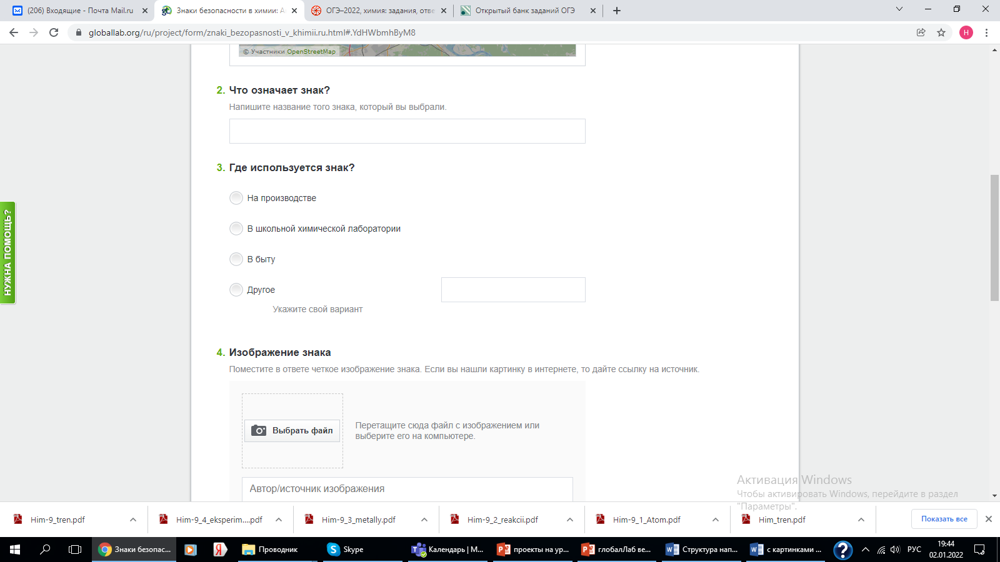 (206) Входящие - Почта Mail.ru
Знаки безопасности в химии: А
ОГЭ–2022, химия: задания, отве
Открытый банк заданий ОГЭ
globallab.org/ru/project/form/znaki_bezopasnosti_v_khimii.ru.html#.YdHWbmhByM8
H
© Участники OpenStreetMap
2. Что означает знак?
Напишите название того знака, который вы выбрали.
3. Где используется знак?
На производстве
В школьной химической лаборатории
В быту
Другое
Укажите свой вариант
НУЖНА ПОМОЩЬ?
4. Изображение знака
Поместите в ответе четкое изображение знака. Если вы нашли картинку в интернете, то дайте ссылку на источник.
Выбрать файл
Перетащите сюда файл с изображением или
выберите его на компьютере.
Автор/источник изображения
Активация Windows
Чтобы активировать Windows, перейдите в раздел
"Параметры".
Him-9_tren.pdf
Him-9_4_eksperim....pdf
Him-9_3_metally.pdf
Him-9_2_reakcii.pdf
Him-9_1_Atom.pdf
Him_tren.pdf
Показать все
Знаки безопас...
Проводник
Skype
Календарь | М...
проекты на ур...
глобалЛаб ве...
Структура нап...
с картинками ...
РУС
19:44
02.01.2022